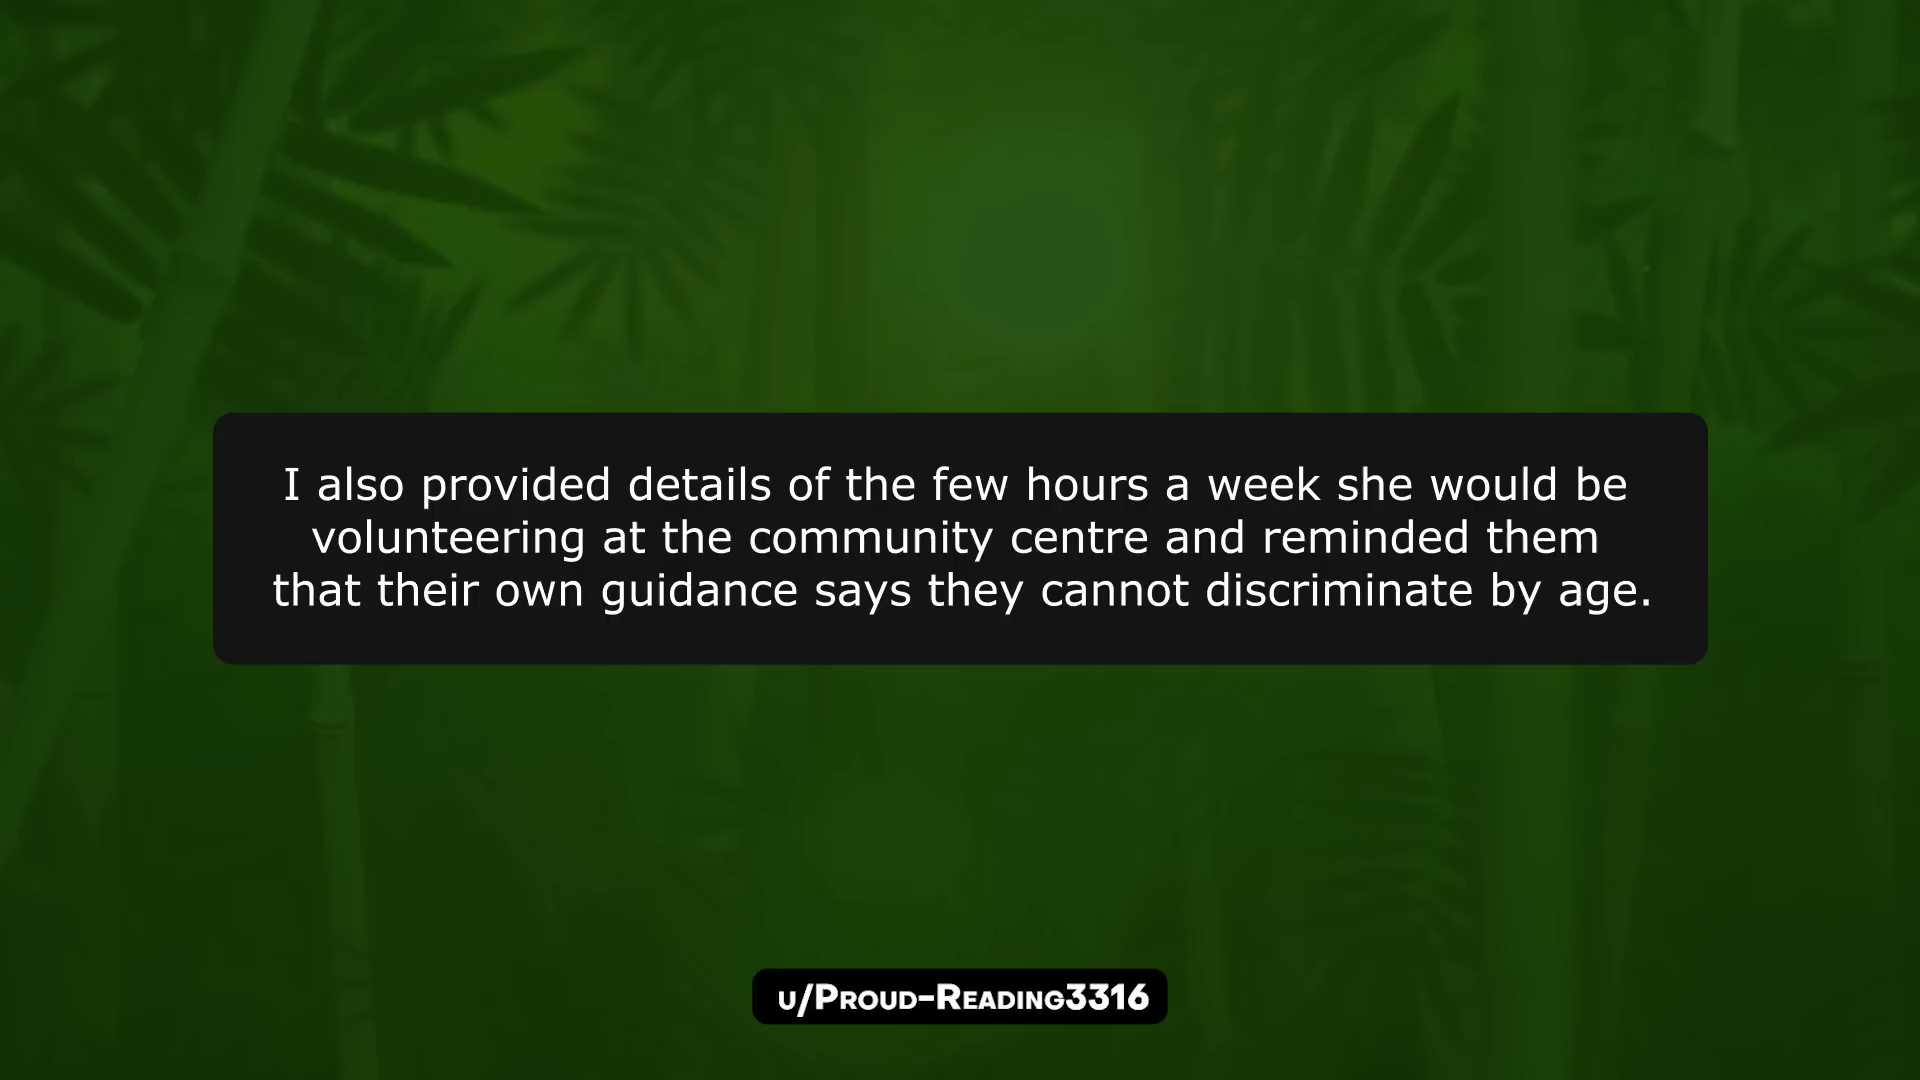 I also provided details of the few hours a week she would be
volunteering at the community centre and reminded them
that their own guidance says they cannot discriminate by age.
u/Proud-Reading3316